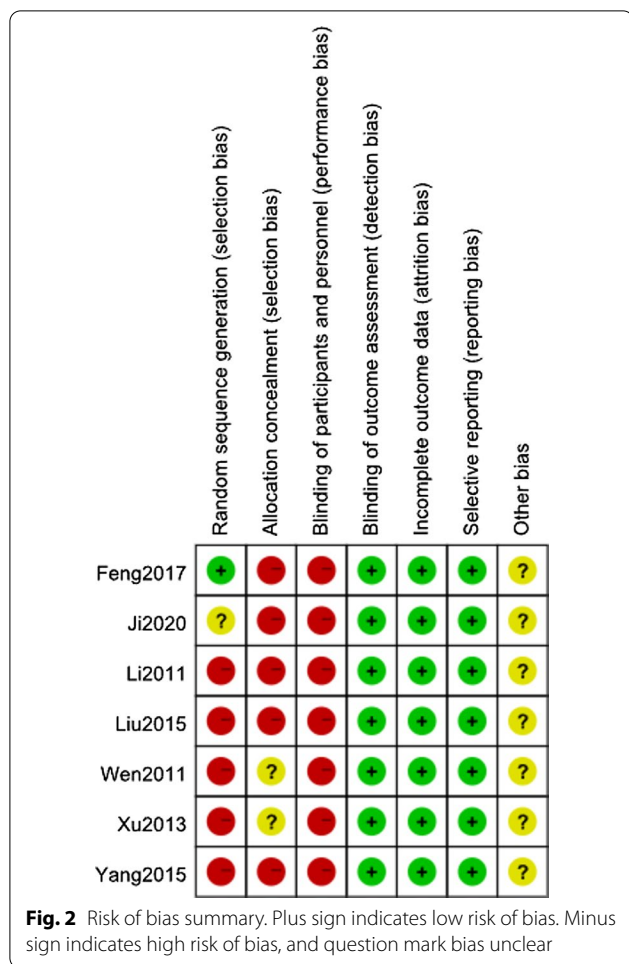 Random sequence generation (selection bias)
Allocation concealment (selection bias)
Blinding of participants and personnel (performance bias)
Blinding of outcome assessment (detection bias)
Incomplete outcome data (attrition bias)
Selective reporting (reporting bias)
Other bias
Feng2017 + - - + + + ?
Ji2020 ? - - + + + ?
Li2011 - - - + + + ?
Liu2015 - - - + + + ?
Wen2011 - ? - + + + ?
Xu2013 - ? - + + + ?
Yang2015 - - - + + + ?
Fig. 2 Risk of bias summary. Plus sign indicates low risk of bias. Minus
sign indicates high risk of bias, and question mark bias unclear